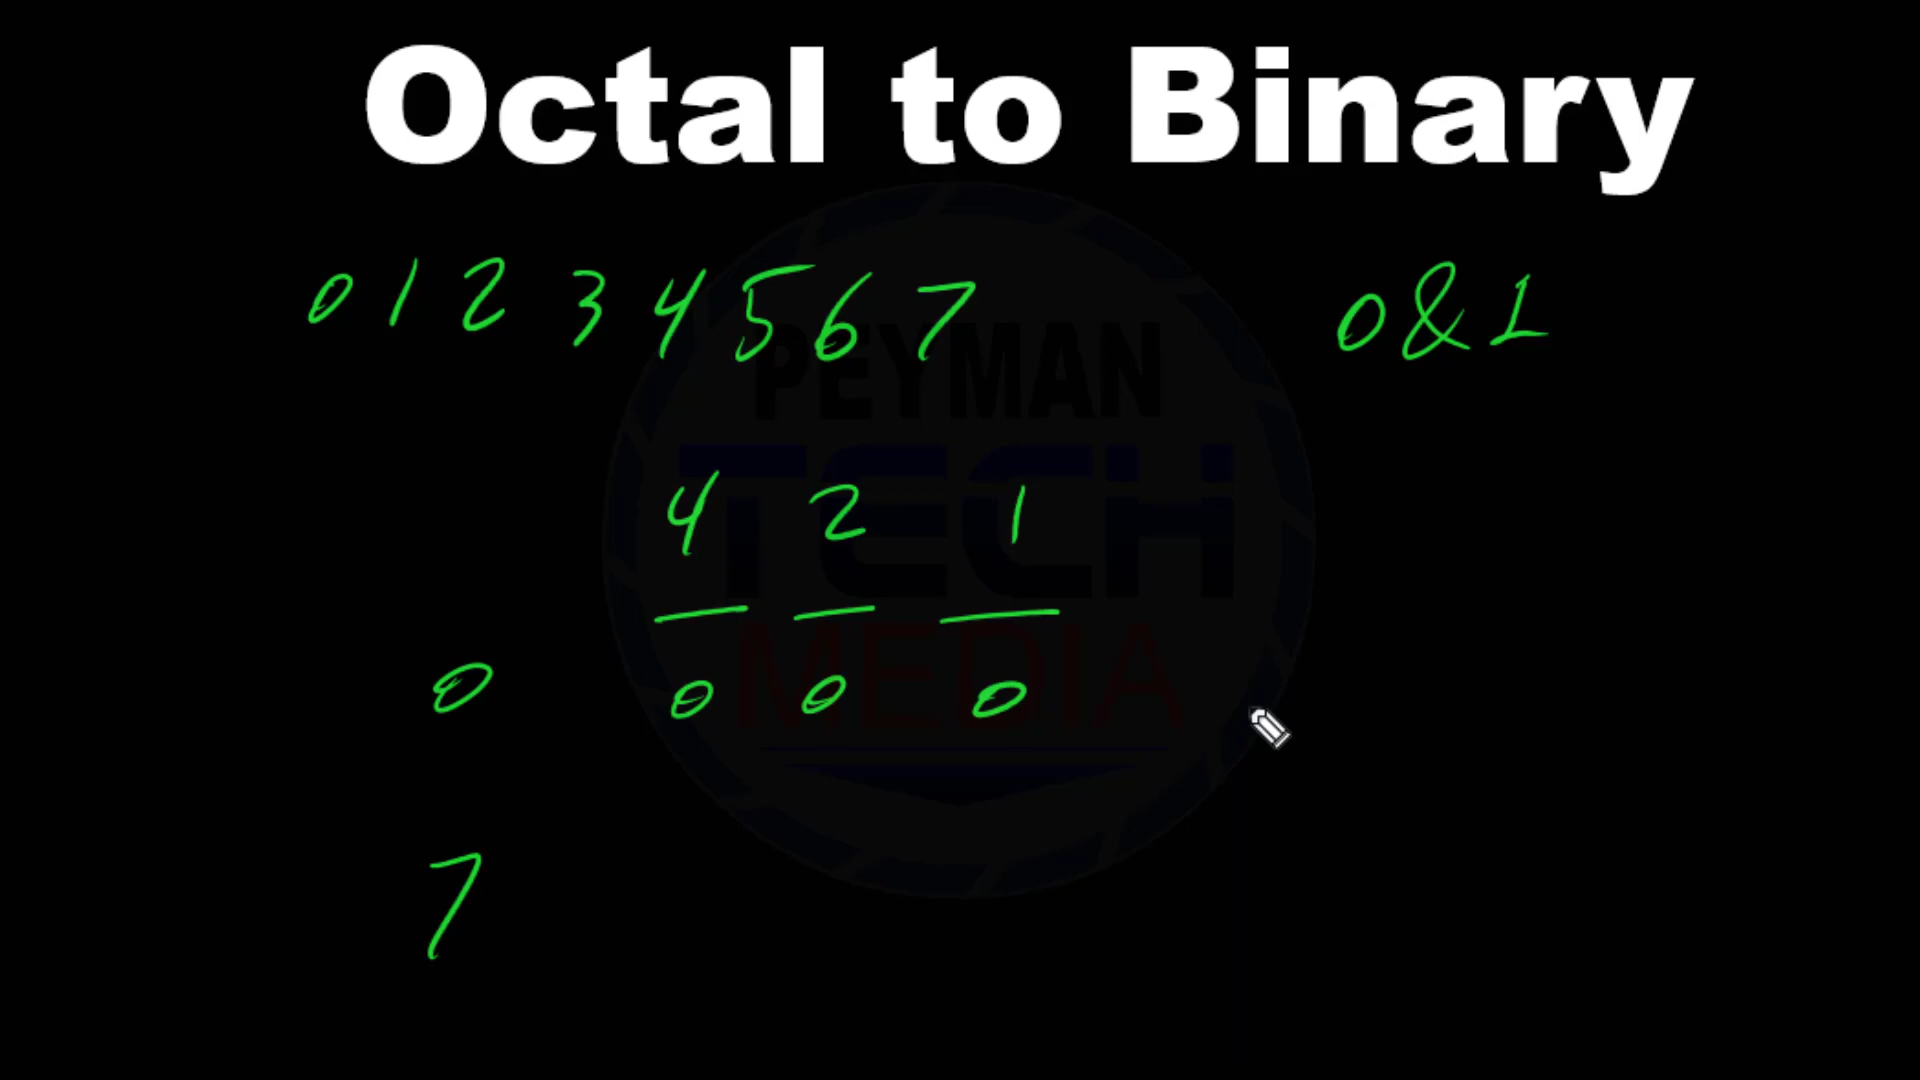 Octal to Binary
0 1 2 3 4 5 6 7 0 & 1
PEYMAN
4 2 1
TECH
MEDIA
0 0 0 0
7